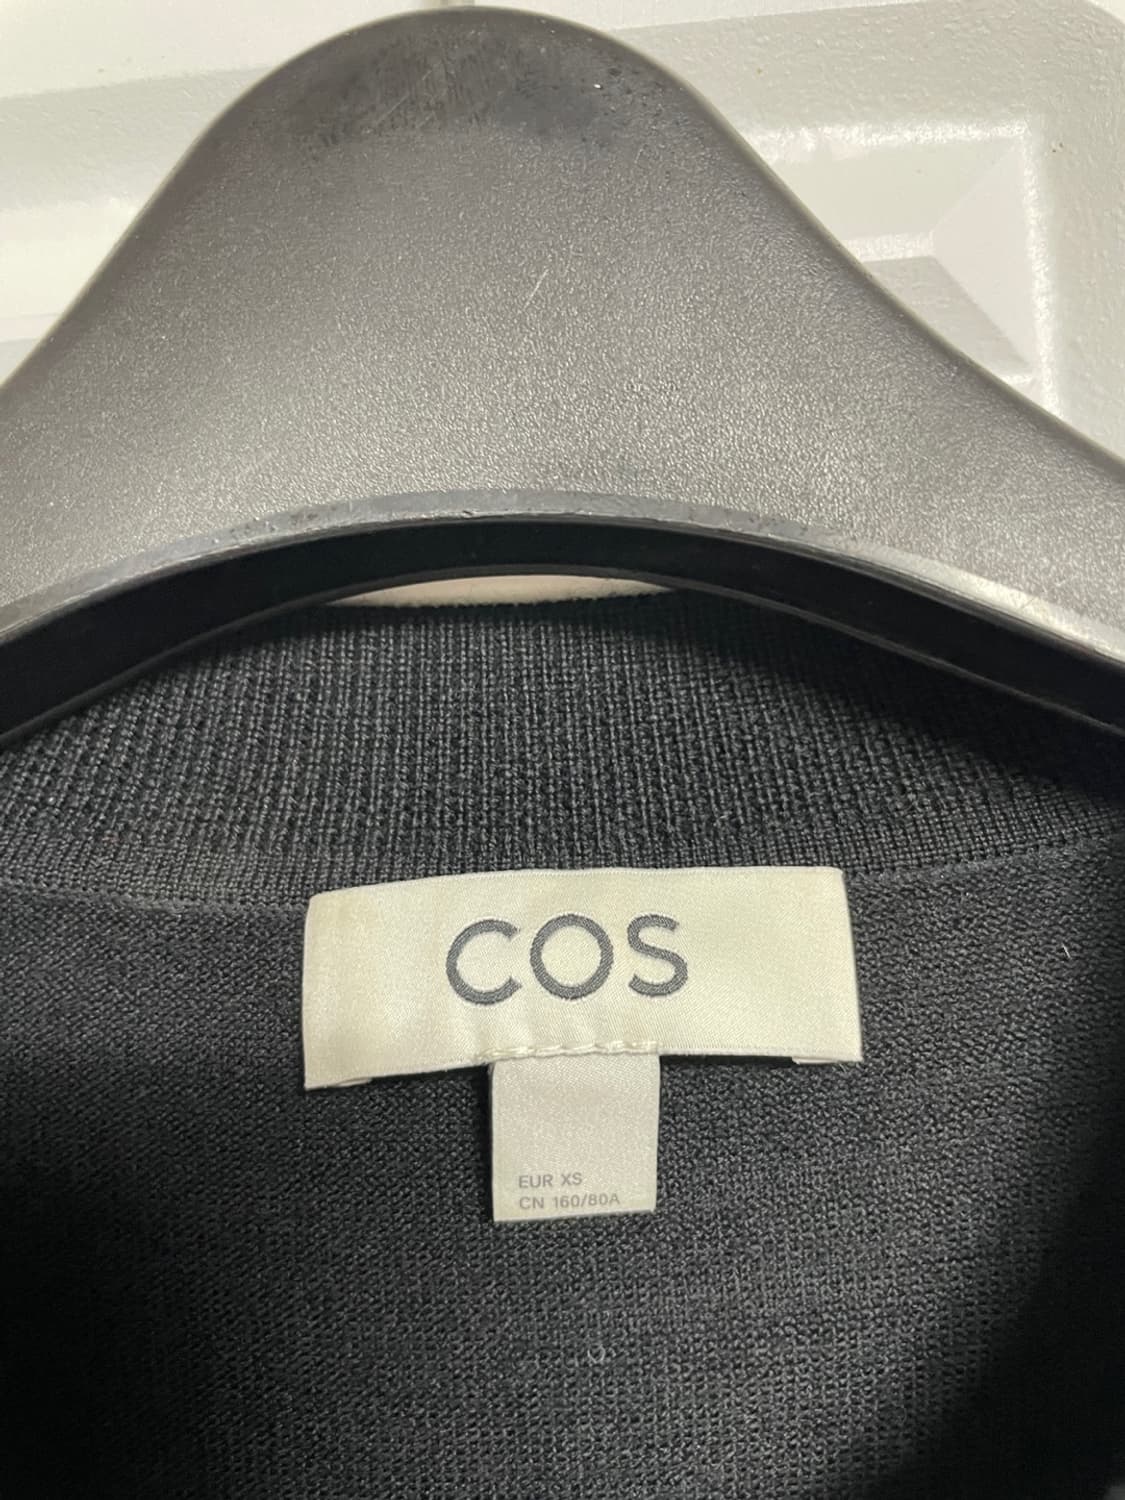 COS
EUR XS
CN 160/80A